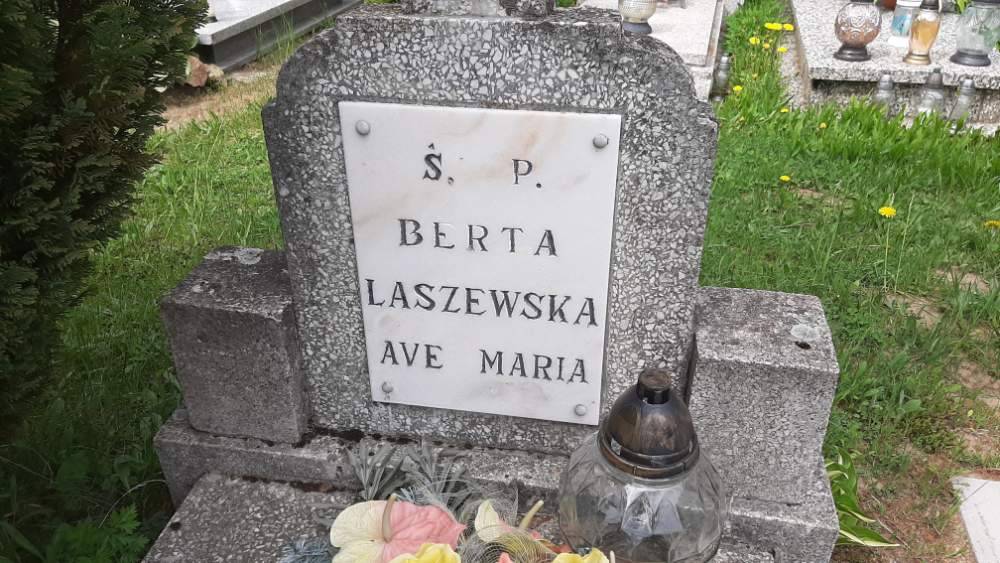 Ś. P.
BERTA
LASZEWSKA
AVE MARIA